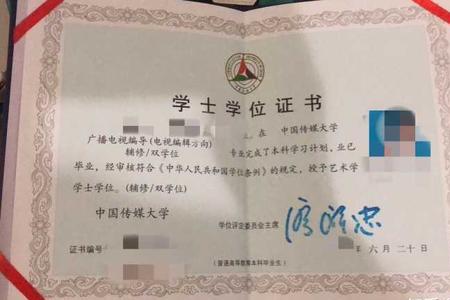 学士学位证书
在 中国传媒大学
广播电视编导(电视编辑方向)
辅修/双学位
专业完成了本科学习计划,业已
毕业,经审核符合《中华人民共和国学位条例》的规定,授予艺术学
学士学位。(辅修/双学位)
中国传媒大学
学位评定委员会主席
证书编号
年 六 月 二 十 日
(普通高等教育本科毕业生)